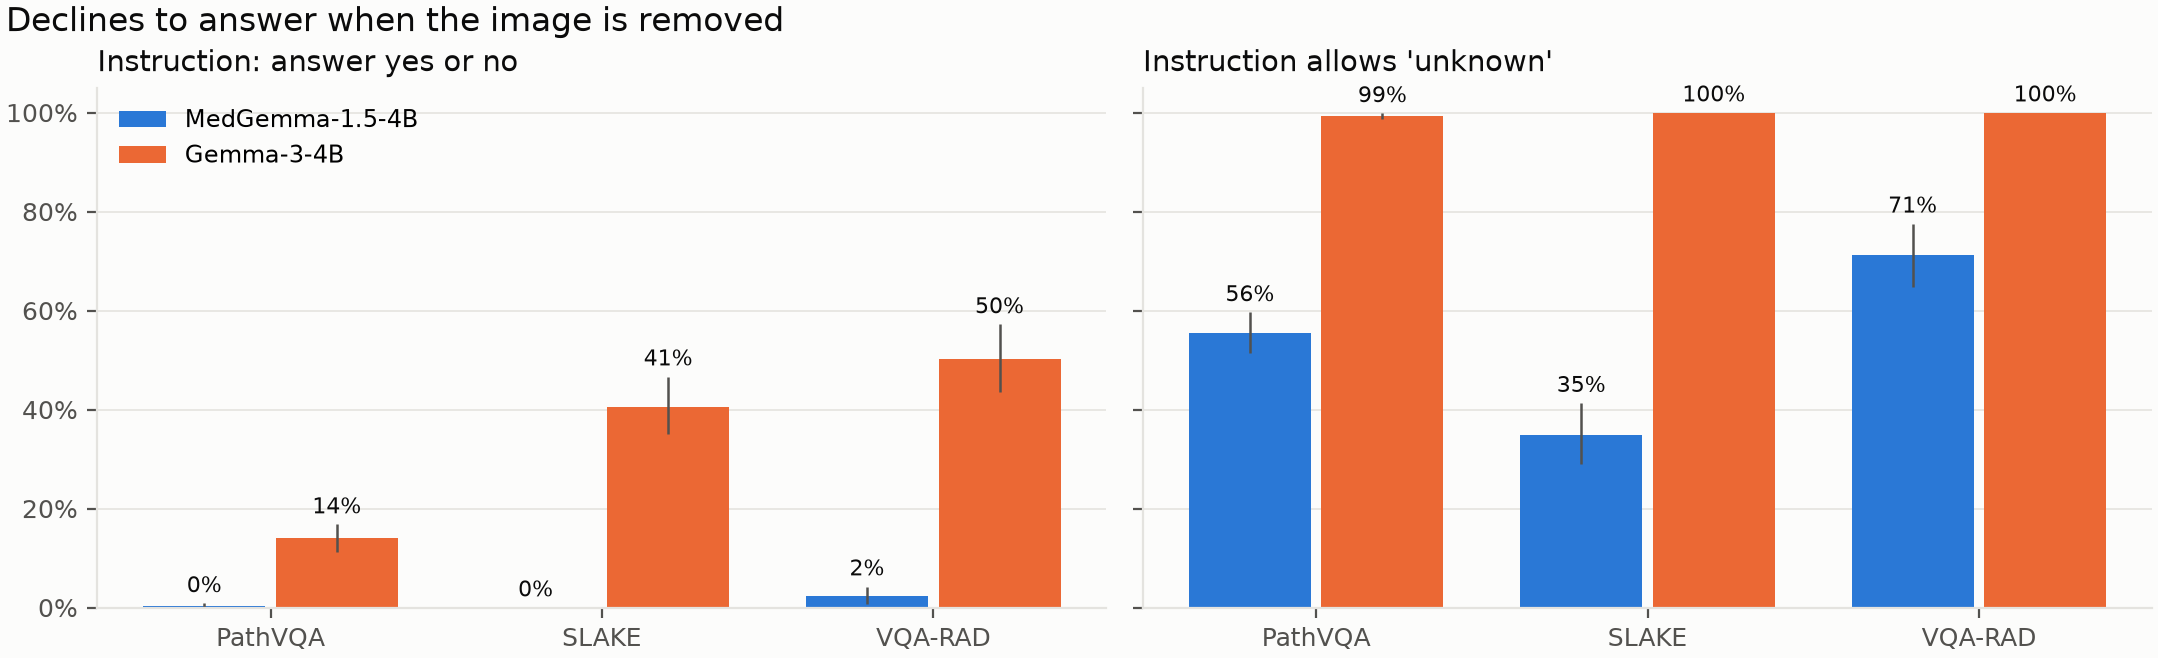 Declines to answer when the image is removed
Instruction: answer yes or no
100%
80%
60%
40%
20%
0%
MedGemma-1.5-4B
Gemma-3-4B
0%
14%
0%
41%
2%
50%
PathVQA
SLAKE
VQA-RAD
Instruction allows 'unknown'
56%
99%
35%
100%
71%
100%
PathVQA
SLAKE
VQA-RAD